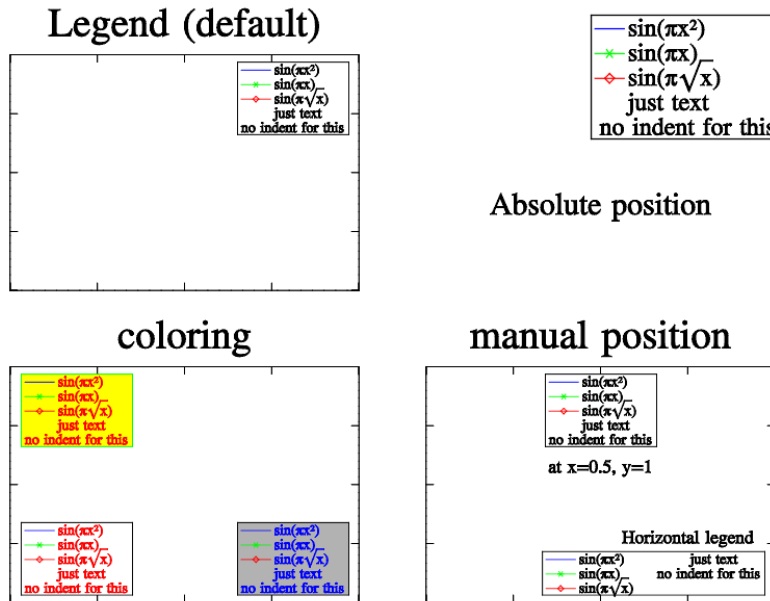 Legend (default)
sin(πx²)
sin(πx)
sin(π√x)
just text
no indent for this
sin(πx²)
sin(πx)
sin(π√x)
just text
no indent for this
Absolute position
coloring
sin(πx²)
sin(πx)
sin(π√x)
just text
no indent for this
sin(πx²)
sin(πx)
sin(π√x)
just text
no indent for this
sin(πx²)
sin(πx)
sin(π√x)
just text
no indent for this
manual position
sin(πx²)
sin(πx)
sin(π√x)
just text
no indent for this
at x=0.5, y=1
Horizontal legend
sin(πx²) just text
sin(πx) no indent for this
sin(π√x)